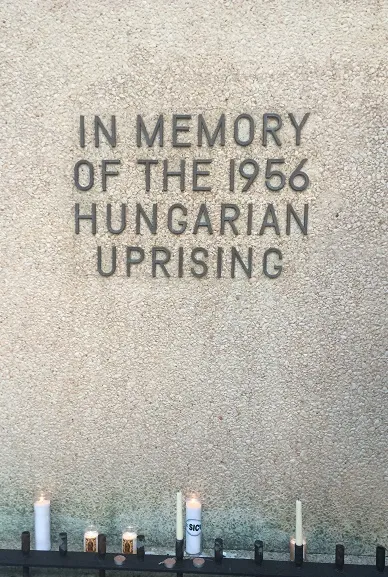 IN MEMORY
OF THE 1956
HUNGARIAN
UPRISING